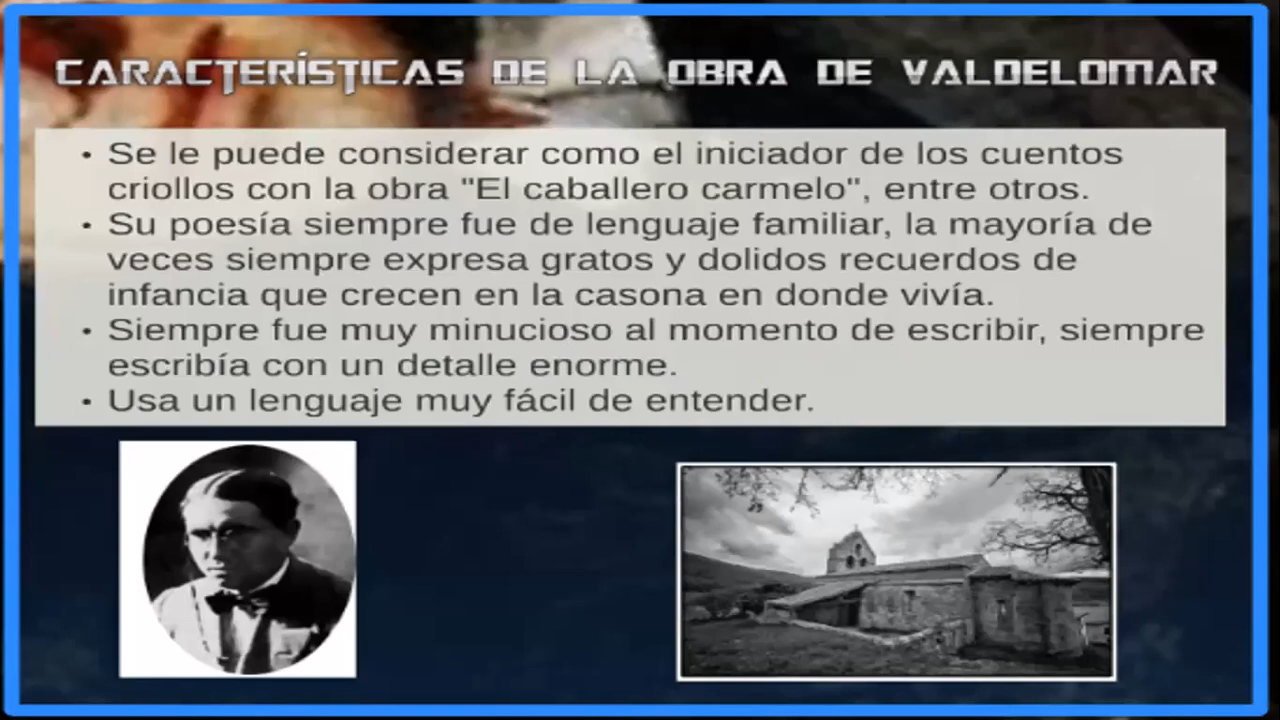 CARACTERÍSTICAS DE LA OBRA DE VALDELOMAR
• Se le puede considerar como el iniciador de los cuentos
criollos con la obra "El caballero carmelo", entre otros.
• Su poesía siempre fue de lenguaje familiar, la mayoría de
veces siempre expresa gratos y dolidos recuerdos de
infancia que crecen en la casona en donde vivía.
• Siempre fue muy minucioso al momento de escribir, siempre
escribía con un detalle enorme.
• Usa un lenguaje muy fácil de entender.